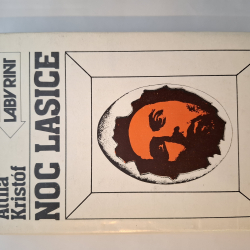 LABYRINT
Attila
Kristóf
NOC LASICE